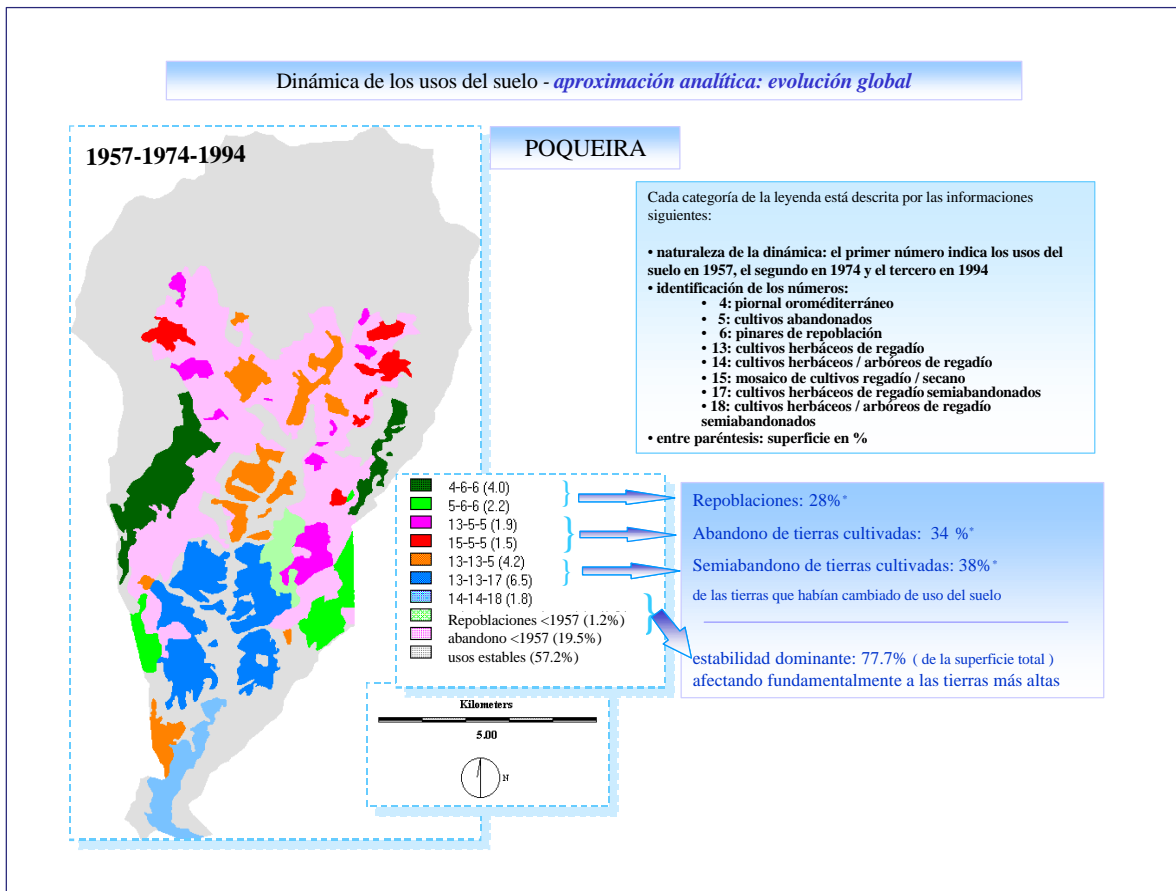 Dinámica de los usos del suelo - aproximación analítica: evolución global
1957-1974-1994
POQUEIRA
Cada categoría de la leyenda está descrita por las informaciones
siguientes:
• naturaleza de la dinámica: el primer número indica los usos del
suelo en 1957, el segundo en 1974 y el tercero en 1994
• identificación de los números:
• 4: piornal oroméditerráneo
• 5: cultivos abandonados
• 6: pinares de repoblación
• 13: cultivos herbáceos de regadío
• 14: cultivos herbáceos / arbóreos de regadío
• 15: mosaico de cultivos regadío / secano
• 17: cultivos herbáceos de regadío semiabandonados
• 18: cultivos herbáceos / arbóreos de regadío
semiabandonados
• entre paréntesis: superficie en %
4-6-6 (4.0)
5-6-6 (2.2)
13-5-5 (1.9)
15-5-5 (1.5)
13-13-5 (4.2)
13-13-17 (6.5)
14-14-18 (1.8)
Repoblaciones <1957 (1.2%)
abandono <1957 (19.5%)
usos estables (57.2%)
Repoblaciones: 28%*
Abandono de tierras cultivadas: 34 %*
Semiabandono de tierras cultivadas: 38%*
de las tierras que habían cambiado de uso del suelo
estabilidad dominante: 77.7% ( de la superficie total )
afectando fundamentalmente a las tierras más altas
Kilometers
5.00
N